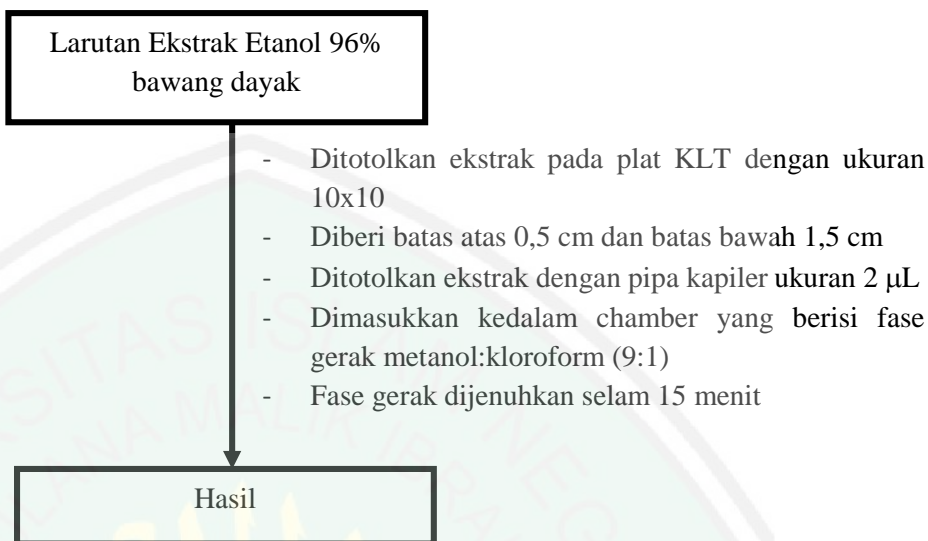 Larutan Ekstrak Etanol 96%
bawang dayak
- Ditotolkan ekstrak pada plat KLT dengan ukuran
10x10
- Diberi batas atas 0,5 cm dan batas bawah 1,5 cm
- Ditotolkan ekstrak dengan pipa kapiler ukuran 2 μL
- Dimasukkan kedalam chamber yang berisi fase
gerak metanol:kloroform (9:1)
- Fase gerak dijenuhkan selam 15 menit
Hasil